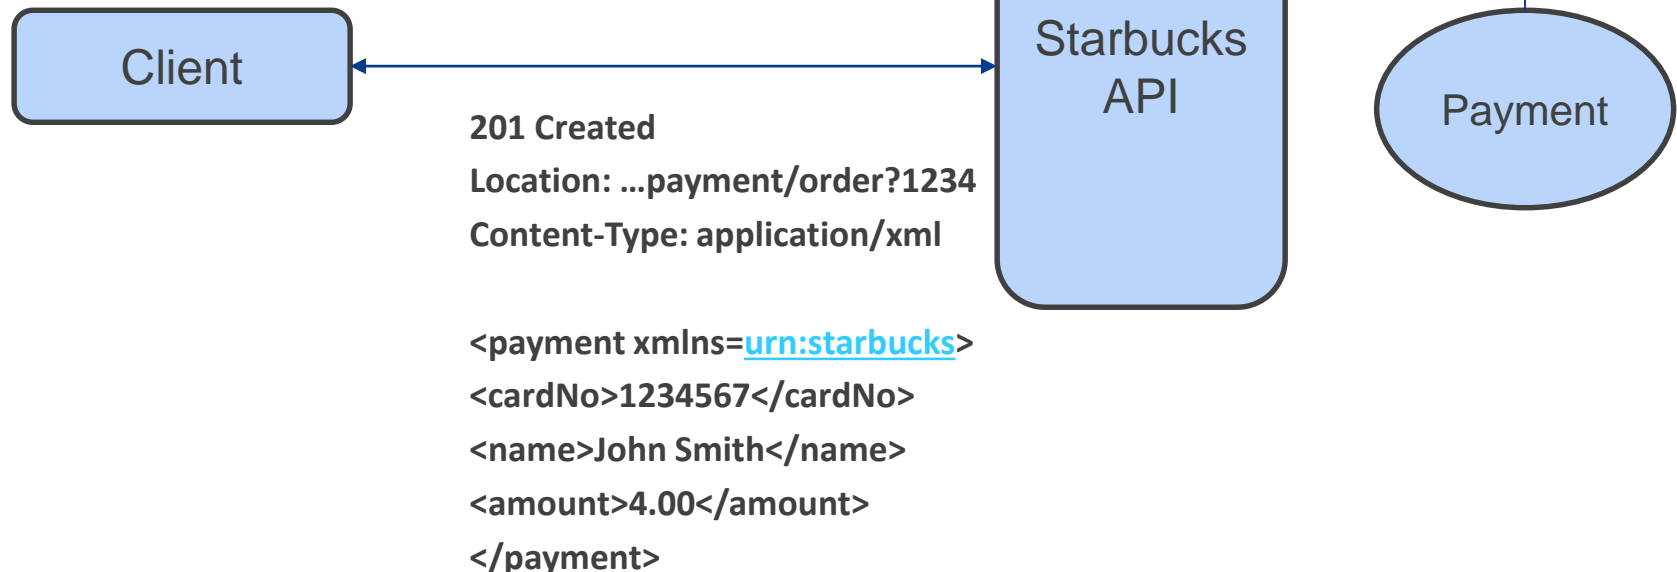 Client
Starbucks
API
Payment
201 Created
Location: …payment/order?1234
Content-Type: application/xml
<payment xmlns=urn:starbucks>
<cardNo>1234567</cardNo>
<name>John Smith</name>
<amount>4.00</amount>
</payment>